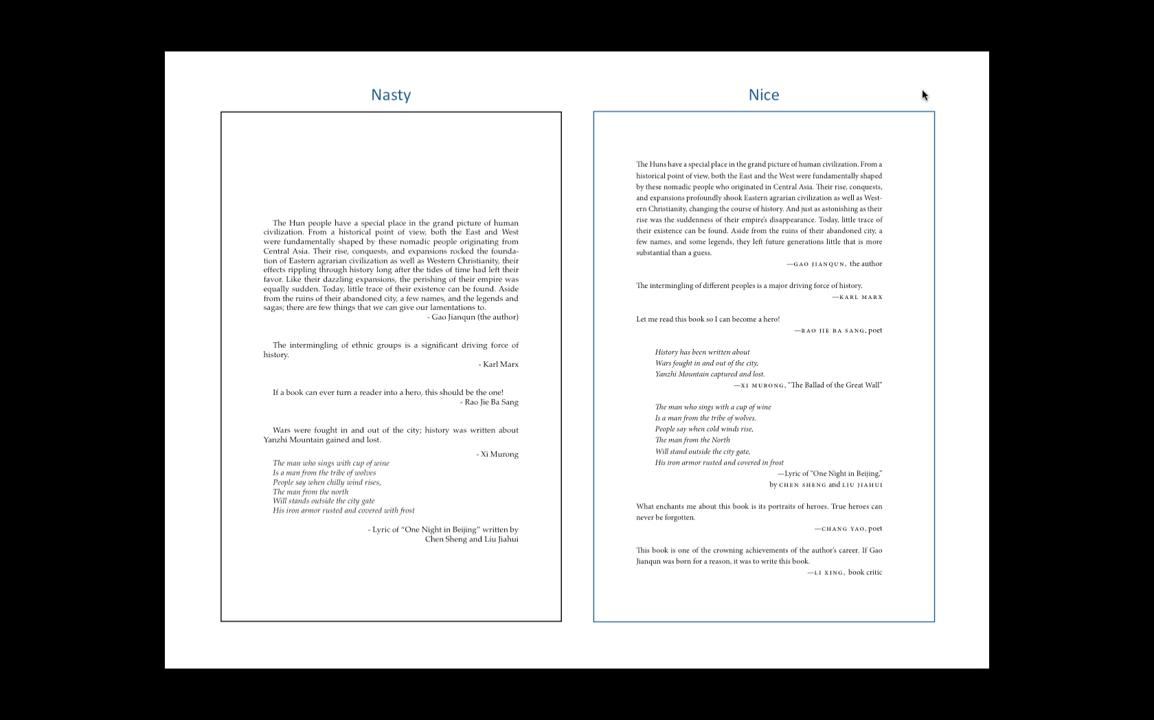 Nasty
The Hun people have a special place in the grand picture of human
civilization. From a historical point of view, both the East and West
were fundamentally shaped by these nomadic people originating from
Central Asia. Their rise, conquests, and expansions rocked the founda-
tion of Eastern agrarian civilization as well as Western Christianity, their
effects rippling through history long after the tides of time had left their
favor. Like their dazzling expansions, the perishing of their empire was
equally sudden. Today, little trace of their existence can be found. Aside
from the ruins of their abandoned city, a few names, and the legends and
sagas; there are few things that we can give our lamentations to.
- Gao Jianqun (the author)
The intermingling of ethnic groups is a significant driving force of
history.
- Karl Marx
If a book can ever turn a reader into a hero, this should be the one!
- Rao Jie Ba Sang
Wars were fought in and out of the city; history was written about
Yanzhi Mountain gained and lost.
- Xi Murong
The man who sings with cup of wine
Is a man from the tribe of wolves
People say when chilly wind rises,
The man from the north
Will stands outside the city gate
His iron armor rusted and covered with frost
- Lyric of “One Night in Beijing” written by
Chen Sheng and Liu Jiahui
Nice
The Huns have a special place in the grand picture of human civilization. From a
historical point of view, both the East and the West were fundamentally shaped
by these nomadic people who originated in Central Asia. Their rise, conquests,
and expansions profoundly shook Eastern agrarian civilization as well as West-
ern Christianity, changing the course of history. And just as astonishing as their
rise was the suddenness of their empire’s disappearance. Today, little trace of
their existence can be found. Aside from the ruins of their abandoned city, a
few names, and some legends, they left future generations little that is more
substantial than a guess.
—GAO JIANQUN, the author
The intermingling of different peoples is a major driving force of history.
—KARL MARX
Let me read this book so I can become a hero!
—RAO JIE BA SANG, poet
History has been written about
Wars fought in and out of the city,
Yanzhi Mountain captured and lost.
—XI MURONG, “The Ballad of the Great Wall”
The man who sings with a cup of wine
Is a man from the tribe of wolves.
People say when cold winds rise,
The man from the North
Will stand outside the city gate,
His iron armor rusted and covered in frost
—Lyric of “One Night in Beijing,”
by CHEN SHENG and LIU JIAHUI
What enchants me about this book is its portraits of heroes. True heroes can
never be forgotten.
—CHANG YAO, poet
This book is one of the crowning achievements of the author’s career. If Gao
Jianqun was born for a reason, it was to write this book.
—LI XING, book critic